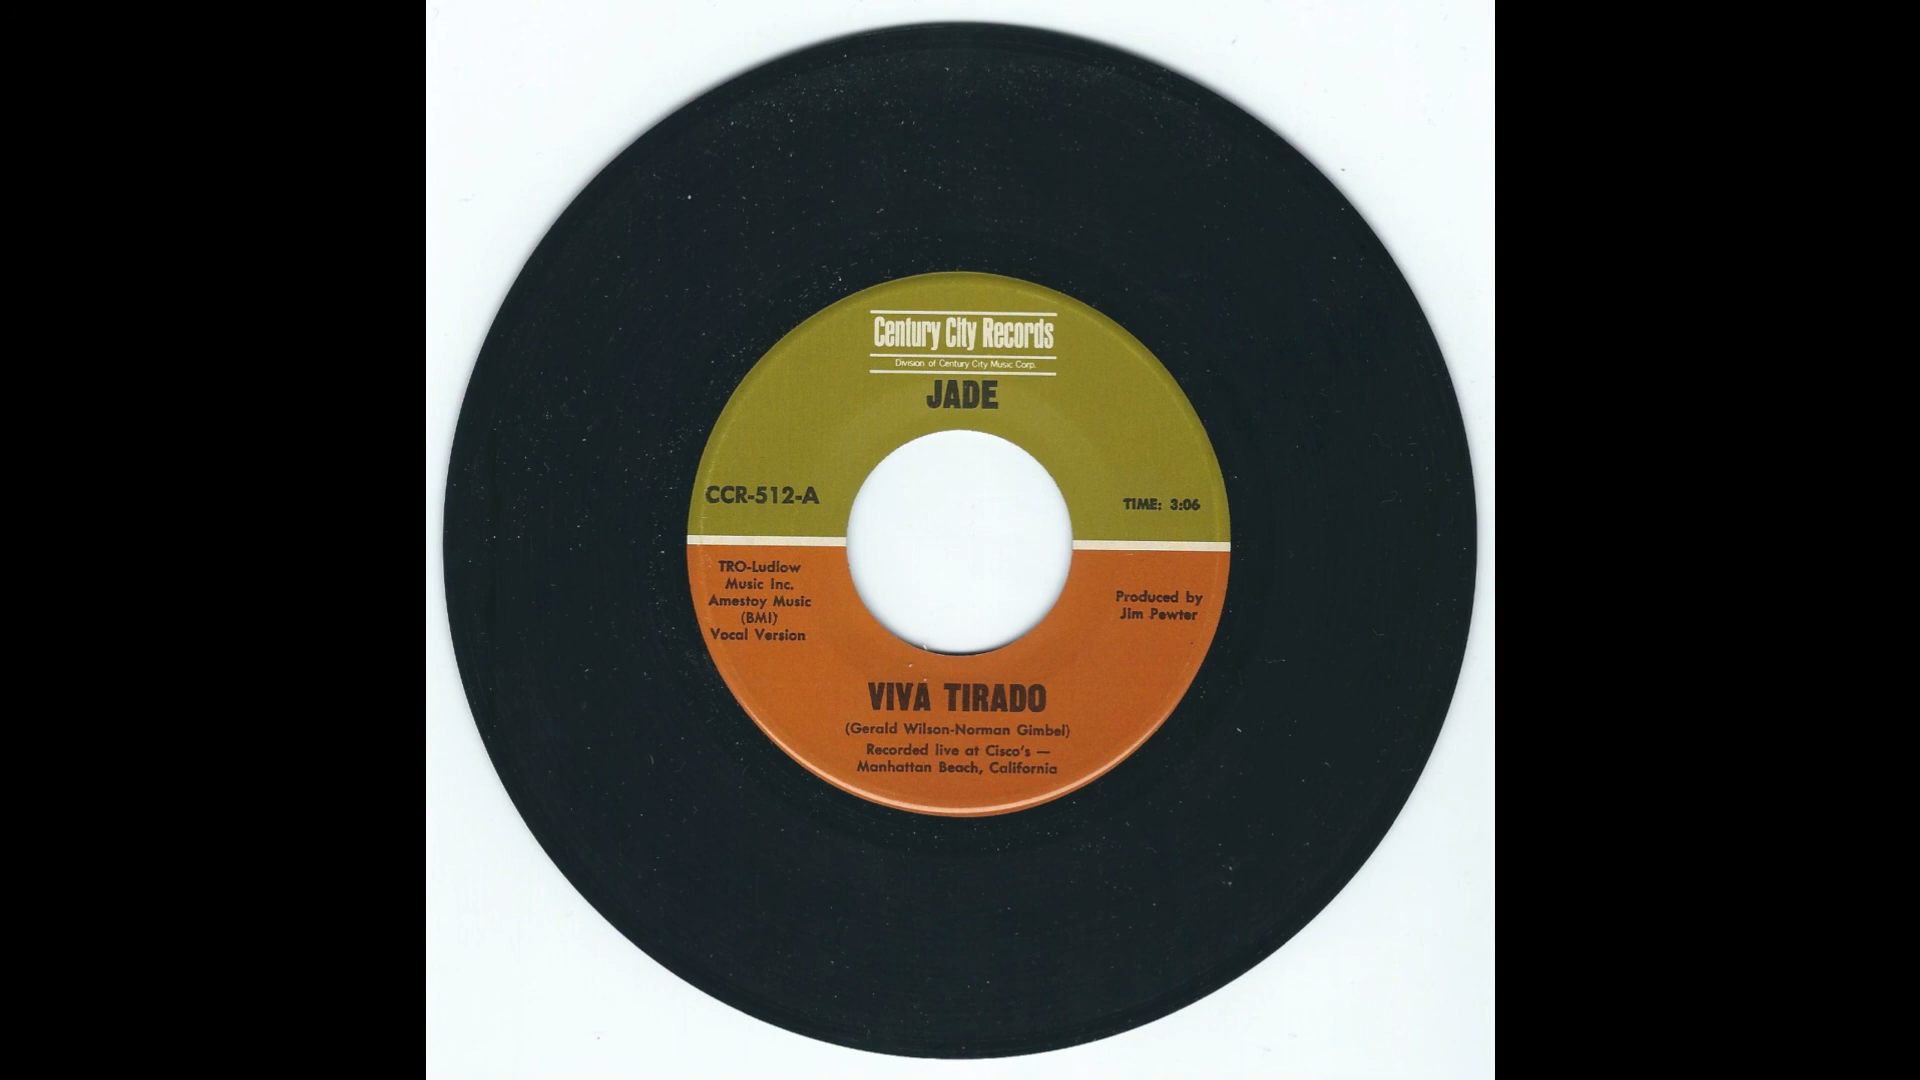 Century City Records
Division of Century City Music Corp.
JADE
CCR-512-A
TIME: 3:06
TRO-Ludlow
Music Inc.
Amestoy Music
(BMI)
Vocal Version
Produced by
Jim Pewter
VIVA TIRADO
(Gerald Wilson-Norman Gimbel)
Recorded live at Cisco's —
Manhattan Beach, California